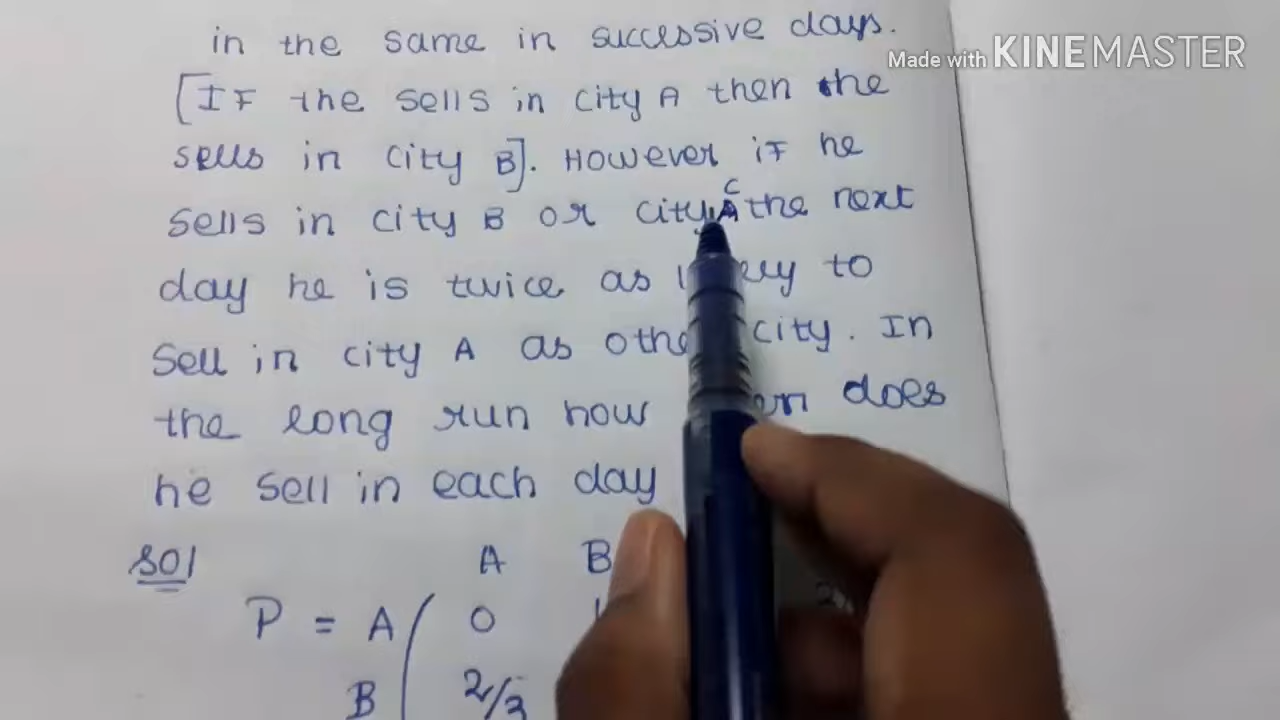 in the same in successive days.
Made with KINEMASTER
[IF the sells in city A then the
sells in city B]. However if he
C
sells in city B or city A the next
day he is twice as to
sell in city A as city. In
the long run how does
he sell in each day
Sol
A B
P = A ( 0
B 2/3